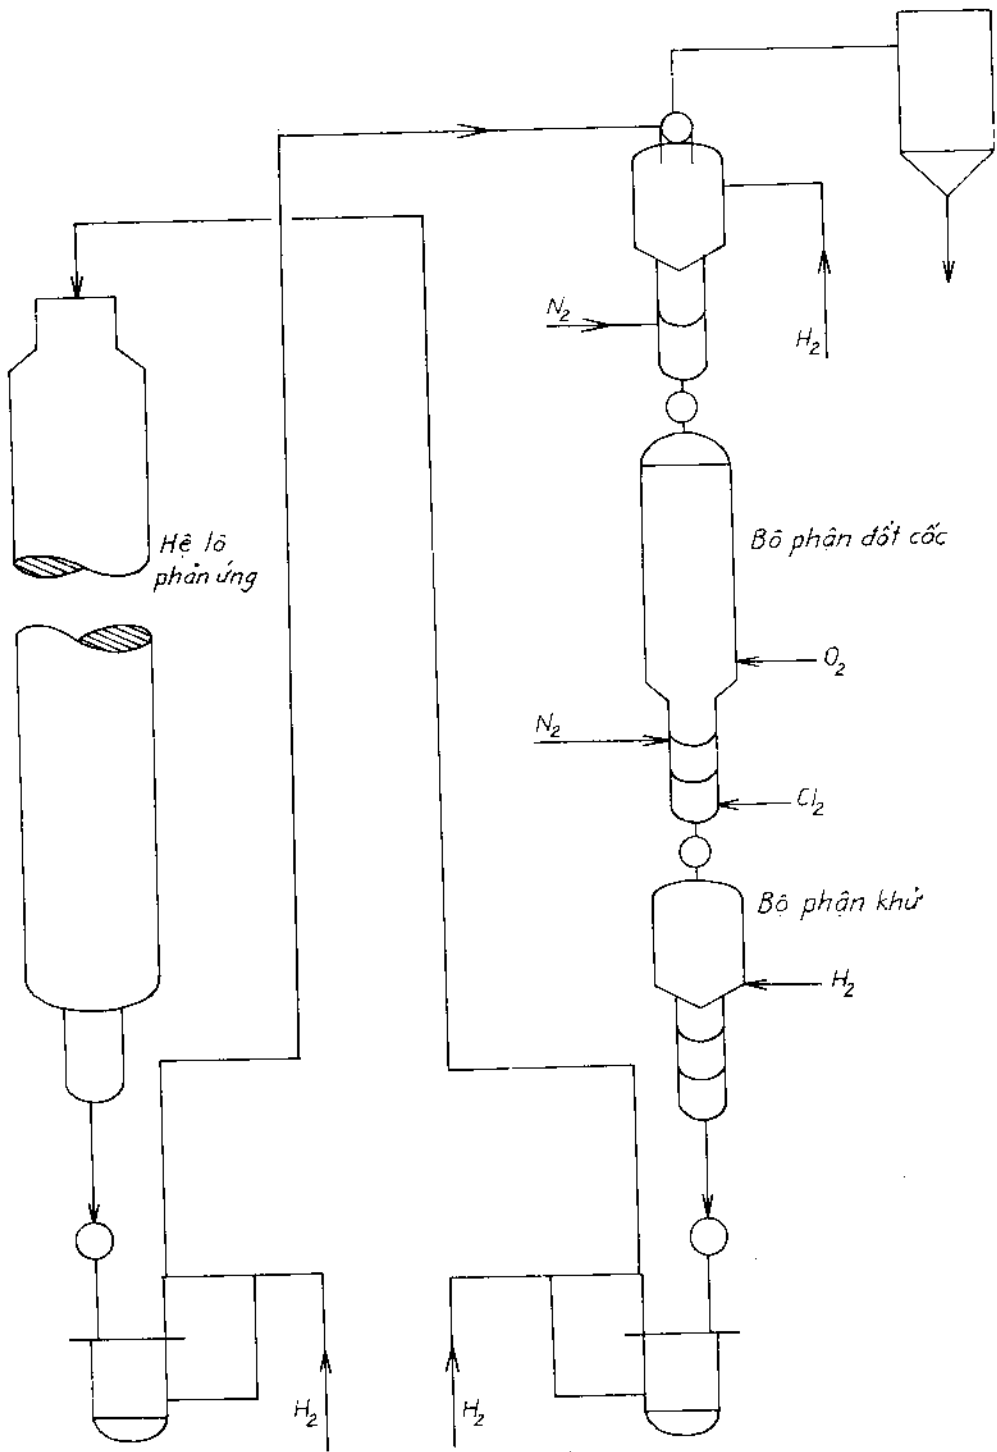 N₂
H₂
Hệ lò
phản ứng
Bộ phận đốt cốc
O₂
N₂
Cl₂
Bộ phận khử
H₂
H₂
H₂